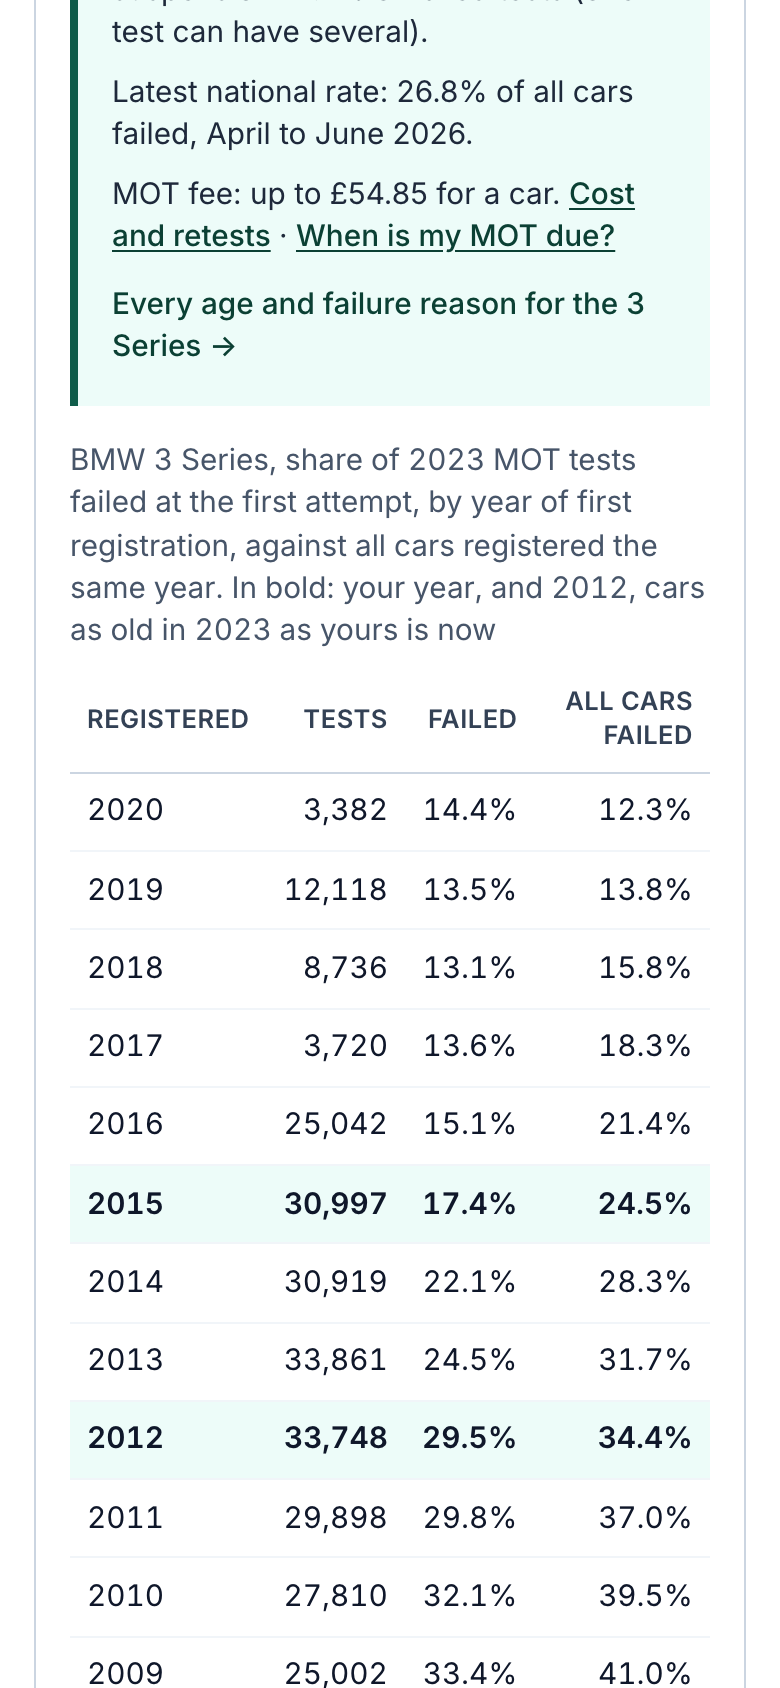 test can have several).
Latest national rate: 26.8% of all cars
failed, April to June 2026.
MOT fee: up to £54.85 for a car. Cost
and retests · When is my MOT due?
Every age and failure reason for the 3
Series →
BMW 3 Series, share of 2023 MOT tests
failed at the first attempt, by year of first
registration, against all cars registered the
same year. In bold: your year, and 2012, cars
as old in 2023 as yours is now
REGISTERED TESTS FAILED ALL CARS
FAILED
2020 3,382 14.4% 12.3%
2019 12,118 13.5% 13.8%
2018 8,736 13.1% 15.8%
2017 3,720 13.6% 18.3%
2016 25,042 15.1% 21.4%
2015 30,997 17.4% 24.5%
2014 30,919 22.1% 28.3%
2013 33,861 24.5% 31.7%
2012 33,748 29.5% 34.4%
2011 29,898 29.8% 37.0%
2010 27,810 32.1% 39.5%
2009 25,002 33.4% 41.0%